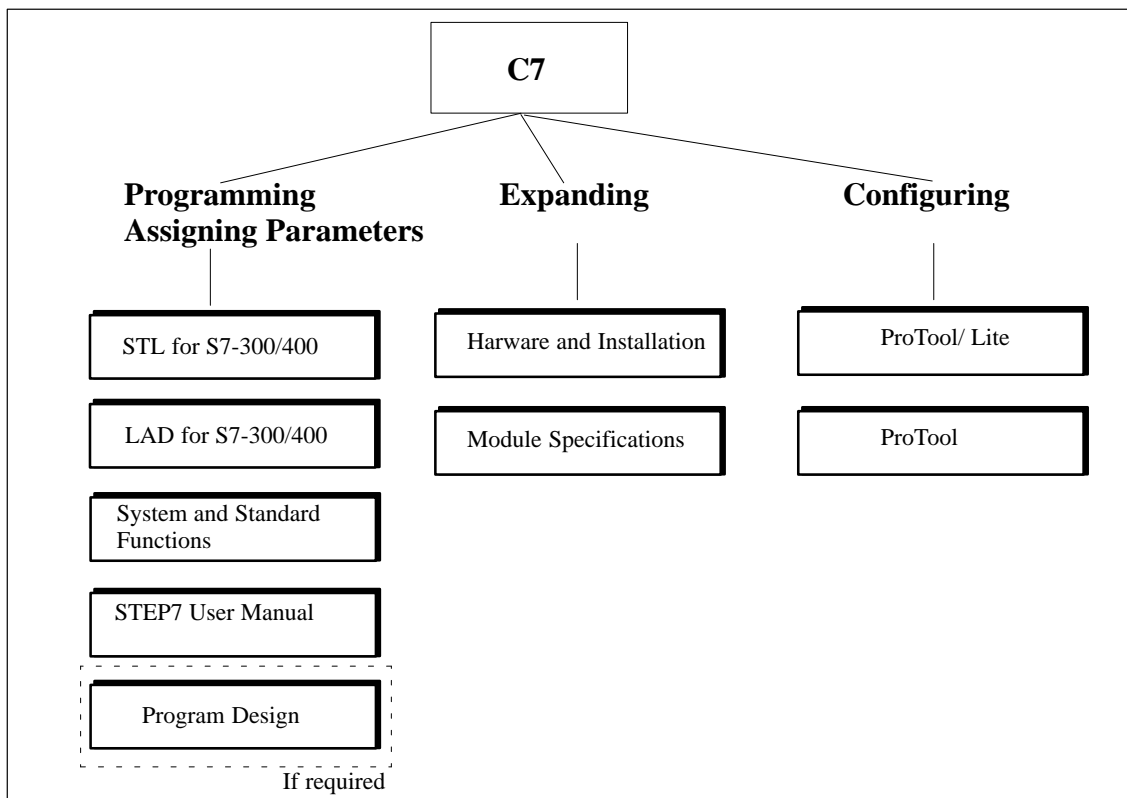 C7
Programming
Assigning Parameters
Expanding
Configuring
STL for S7-300/400
LAD for S7-300/400
System and Standard
Functions
STEP7 User Manual
Program Design
If required
Harware and Installation
Module Specifications
ProTool/ Lite
ProTool